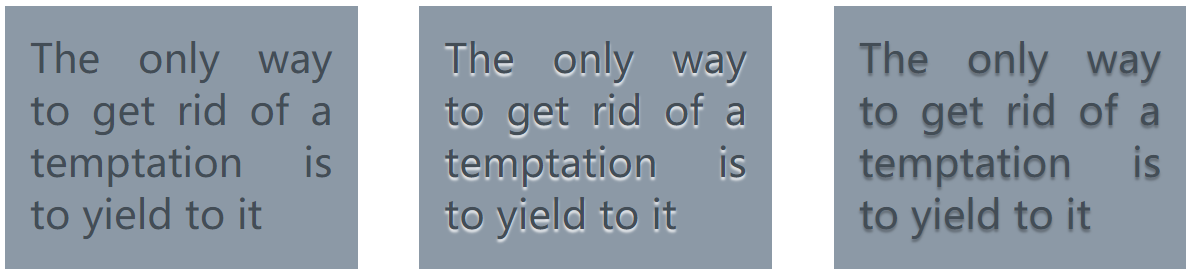 The only way
to get rid of a
temptation is
to yield to it
The only way
to get rid of a
temptation is
to yield to it
The only way
to get rid of a
temptation is
to yield to it